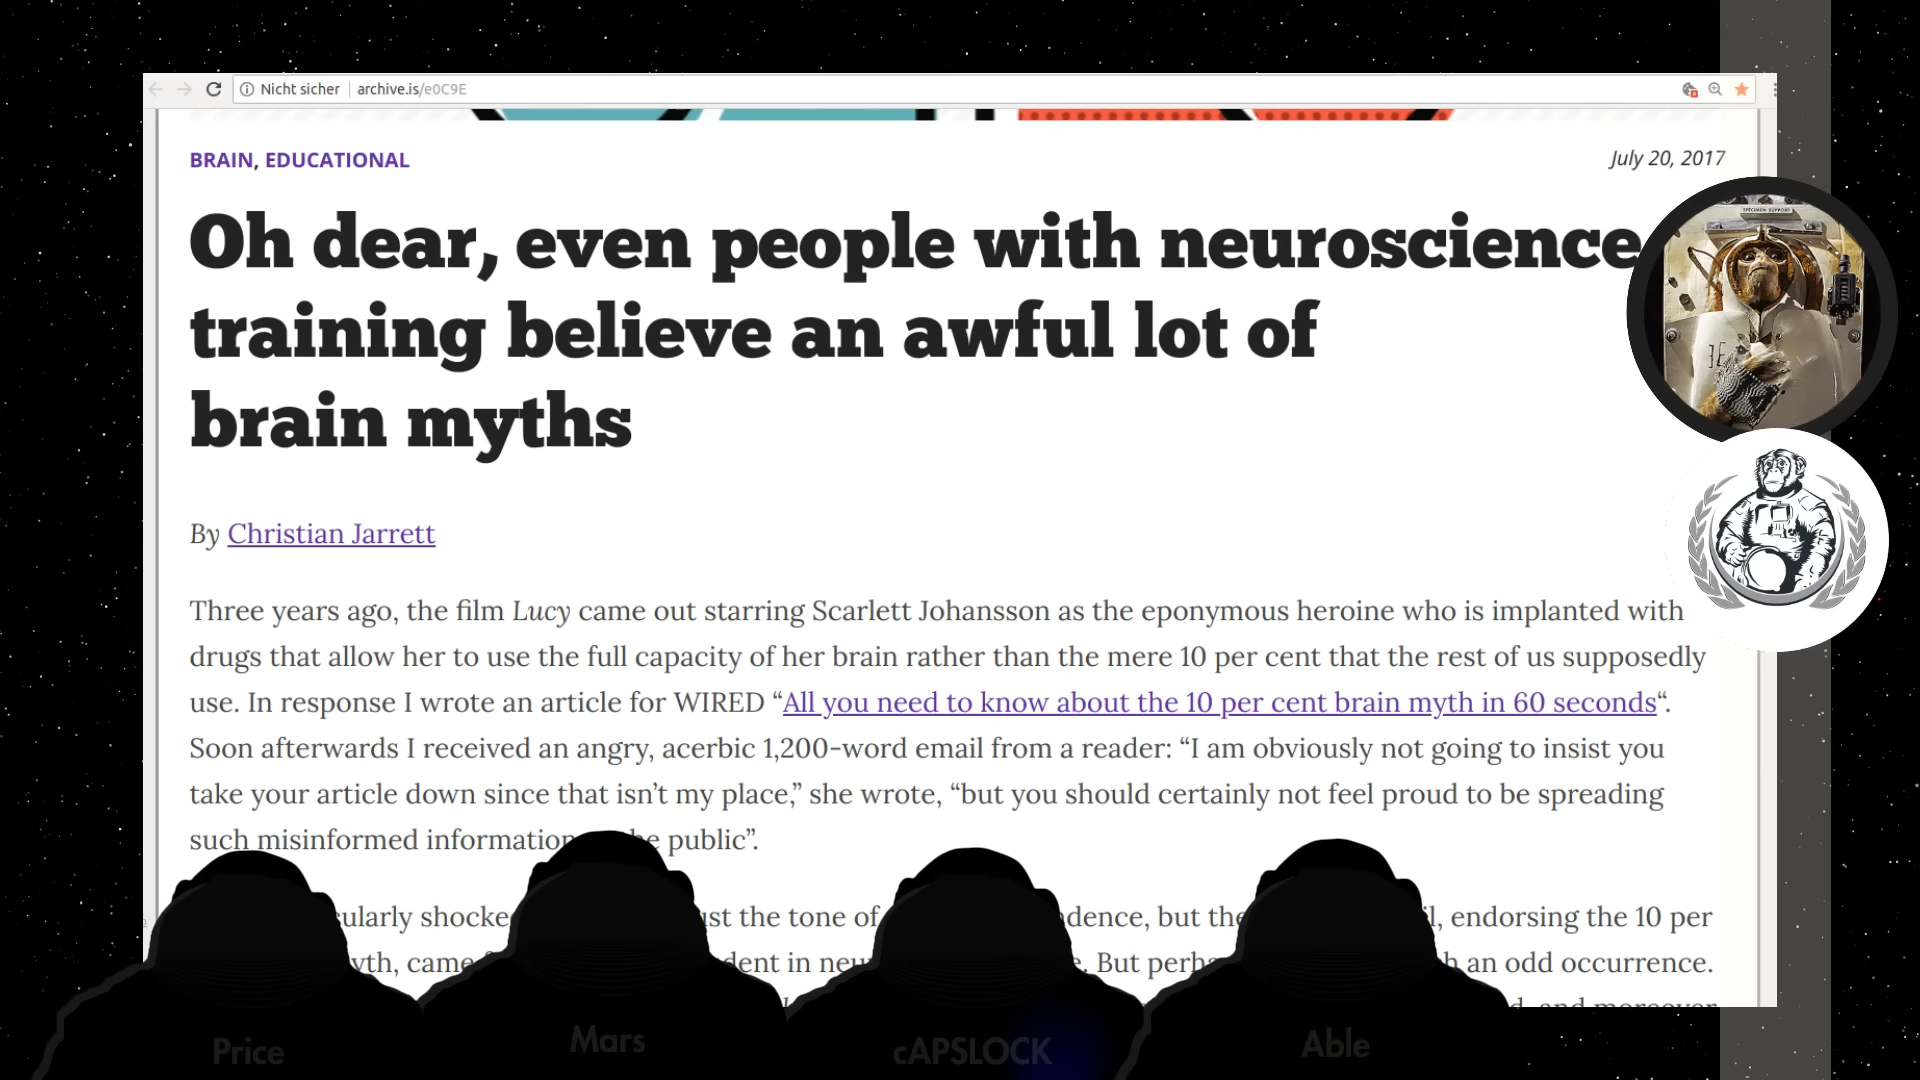 Nicht sicher archive.is/e0C9E
BRAIN, EDUCATIONAL
July 20, 2017
SPECIMEN SUPPORT
Oh dear, even people with neuroscience
training believe an awful lot of
brain myths
By Christian Jarrett
Three years ago, the film Lucy came out starring Scarlett Johansson as the eponymous heroine who is implanted with
drugs that allow her to use the full capacity of her brain rather than the mere 10 per cent that the rest of us supposedly
use. In response I wrote an article for WIRED “All you need to know about the 10 per cent brain myth in 60 seconds“.
Soon afterwards I received an angry, acerbic 1,200-word email from a reader: “I am obviously not going to insist you
take your article down since that isn’t my place,” she wrote, “but you should certainly not feel proud to be spreading
such misinformed information public”.
shocke the tone of but the endorsing the 10 per
came in But an odd occurrence.
and moreover
Price
Mars
cAPSLOCK
Able